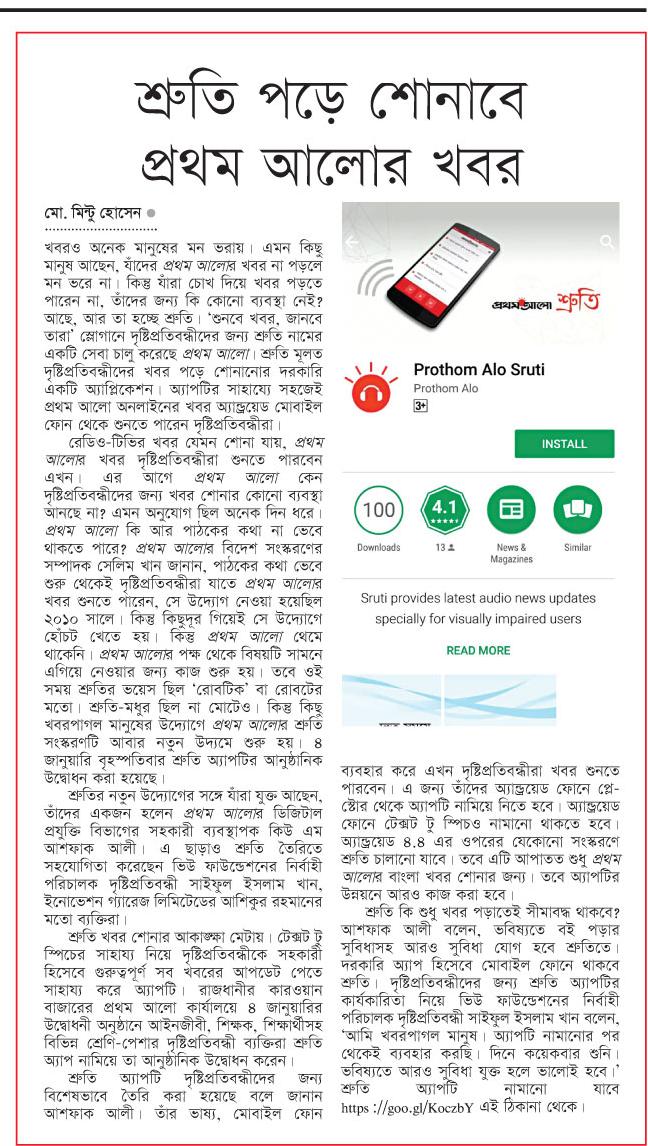 শ্রুতি পড়ে শোনাবে
প্রথম আলোর খবর
মো. মিন্টু হোসেন ●
খবরও অনেক মানুষের মন ভরায়। এমন কিছু
মানুষ আছেন, যাঁদের প্রথম আলোর খবর না পড়লে
মন ভরে না। কিন্তু যাঁরা চোখ দিয়ে খবর পড়তে
পারেন না, তাঁদের জন্য কি কোনো ব্যবস্থা নেই?
আছে, আর তা হচ্ছে শ্রুতি। ‘শুনবে খবর, জানবে
তারা’ স্লোগানে দৃষ্টিপ্রতিবন্ধীদের জন্য শ্রুতি নামের
একটি সেবা চালু করেছে প্রথম আলো। শ্রুতি মূলত
দৃষ্টিপ্রতিবন্ধীদের খবর পড়ে শোনানোর দরকারি
একটি অ্যাপ্লিকেশন। অ্যাপটির সাহায্যে সহজেই
প্রথম আলো অনলাইনের খবর অ্যান্ড্রয়েড মোবাইল
ফোন থেকে শুনতে পারেন দৃষ্টিপ্রতিবন্ধীরা।
রেডিও-টিভির খবর যেমন শোনা যায়, প্রথম
আলোর খবর দৃষ্টিপ্রতিবন্ধীরা শুনতে পারবেন
এখন। এর আগে প্রথম আলো কেন
দৃষ্টিপ্রতিবন্ধীদের জন্য খবর শোনার কোনো ব্যবস্থা
আনছে না? এমন অনুযোগ ছিল অনেক দিন ধরে।
প্রথম আলো কি আর পাঠকের কথা না ভেবে
থাকতে পারে? প্রথম আলোর বিদেশ সংস্করণের
সম্পাদক সেলিম খান জানান, পাঠকের কথা ভেবে
শুরু থেকেই দৃষ্টিপ্রতিবন্ধীরা যাতে প্রথম আলোর
খবর শুনতে পারেন, সে উদ্যোগ নেওয়া হয়েছিল
২০১০ সালে। কিন্তু কিছুদূর গিয়েই সে উদ্যোগে
হোঁচট খেতে হয়। কিন্তু প্রথম আলো থেমে
থাকেনি। প্রথম আলোর পক্ষ থেকে বিষয়টি সামনে
এগিয়ে নেওয়ার জন্য কাজ শুরু হয়। তবে ওই
সময় শ্রুতির ভয়েস ছিল ‘রোবটিক’ বা রোবটের
মতো। শ্রুতি-মধুর ছিল না মোটেও। কিন্তু কিছু
খবরপাগল মানুষের উদ্যোগে প্রথম আলোর শ্রুতি
সংস্করণটি আবার নতুন উদ্যমে শুরু হয়। ৪
জানুয়ারি বৃহস্পতিবার শ্রুতি অ্যাপটির আনুষ্ঠানিক
উদ্বোধন করা হয়েছে।
শ্রুতির নতুন উদ্যোগের সঙ্গে যাঁরা যুক্ত আছেন,
তাঁদের একজন হলেন প্রথম আলোর ডিজিটাল
প্রযুক্তি বিভাগের সহকারী ব্যবস্থাপক কিউ এম
আশফাক আলী। এ ছাড়াও শ্রুতি তৈরিতে
সহযোগিতা করেছেন ভিউ ফাউন্ডেশনের নির্বাহী
পরিচালক দৃষ্টিপ্রতিবন্ধী সাইফুল ইসলাম খান,
ইনোভেশন গ্যারেজ লিমিটেডের আশিকুর রহমানের
মতো ব্যক্তিরা।
শ্রুতি খবর শোনার আকাঙ্ক্ষা মেটায়। টেক্সট টু
স্পিচের সাহায্য নিয়ে দৃষ্টিপ্রতিবন্ধীকে সহকারী
হিসেবে গুরুত্বপূর্ণ সব খবরের আপডেট পেতে
সাহায্য করে অ্যাপটি। রাজধানীর কারওয়ান
বাজারের প্রথম আলো কার্যালয়ে ৪ জানুয়ারির
উদ্বোধনী অনুষ্ঠানে আইনজীবী, শিক্ষক, শিক্ষার্থীসহ
বিভিন্ন শ্রেণি-পেশার দৃষ্টিপ্রতিবন্ধী ব্যক্তিরা শ্রুতি
অ্যাপ নামিয়ে তা আনুষ্ঠানিক উদ্বোধন করেন।
শ্রুতি অ্যাপটি দৃষ্টিপ্রতিবন্ধীদের জন্য
বিশেষভাবে তৈরি করা হয়েছে বলে জানান
আশফাক আলী। তাঁর ভাষ্য, মোবাইল ফোন
প্রথম আলো শ্রুতি
Prothom Alo Sruti
Prothom Alo
3+
INSTALL
100
4.1
Downloads
13
News &
Magazines
Similar
Sruti provides latest audio news updates
specially for visually impaired users
READ MORE
ব্যবহার করে এখন দৃষ্টিপ্রতিবন্ধীরা খবর শুনতে
পারবেন। এ জন্য তাঁদের অ্যান্ড্রয়েড ফোনে প্লে-
স্টোর থেকে অ্যাপটি নামিয়ে নিতে হবে। অ্যান্ড্রয়েড
ফোনে টেক্সট টু স্পিচও নামানো থাকতে হবে।
অ্যান্ড্রয়েড ৪.৪ এর ওপরের যেকোনো সংস্করণে
শ্রুতি চালানো যাবে। তবে এটি আপাতত শুধু প্রথম
আলোর বাংলা খবর শোনার জন্য। তবে অ্যাপটির
উন্নয়নে আরও কাজ করা হবে।
শ্রুতি কি শুধু খবর পড়াতেই সীমাবদ্ধ থাকবে?
আশফাক আলী বলেন, ভবিষ্যতে বই পড়ার
সুবিধাসহ আরও সুবিধা যোগ হবে শ্রুতিতে।
দরকারি অ্যাপ হিসেবে মোবাইল ফোনে থাকবে
শ্রুতি। দৃষ্টিপ্রতিবন্ধীদের জন্য শ্রুতি অ্যাপটির
কার্যকারিতা নিয়ে ভিউ ফাউন্ডেশনের নির্বাহী
পরিচালক দৃষ্টিপ্রতিবন্ধী সাইফুল ইসলাম খান বলেন,
‘আমি খবরপাগল মানুষ। অ্যাপটি নামানোর পর
থেকেই ব্যবহার করছি। দিনে কয়েকবার শুনি।
ভবিষ্যতে আরও সুবিধা যুক্ত হলে ভালোই হবে।’
শ্রুতি অ্যাপটি নামানো যাবে
https ://goo.gl/KoczbY এই ঠিকানা থেকে।